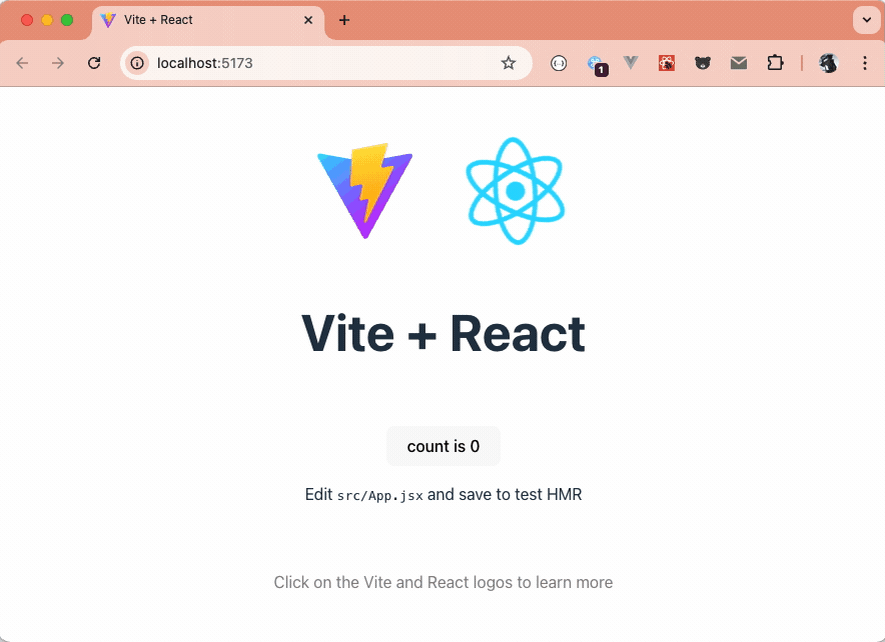 Vite + React
localhost:5173
1
Vite + React
count is 0
Edit src/App.jsx and save to test HMR
Click on the Vite and React logos to learn more